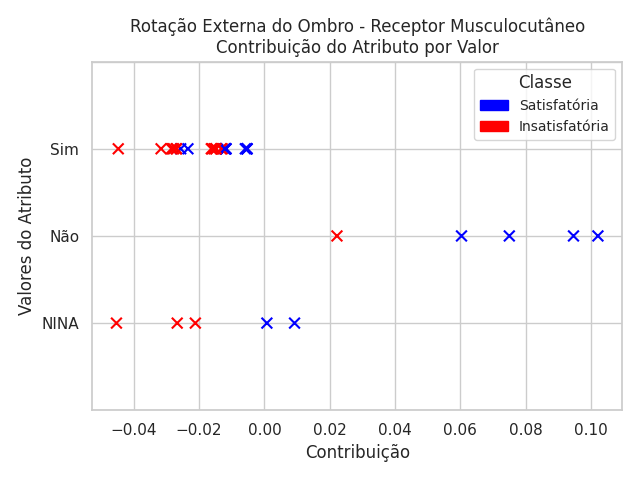 Rotação Externa do Ombro - Receptor Musculocutâneo
Contribuição do Atributo por Valor
Classe
Satisfatória
Insatisfatória
Valores do Atributo
Sim
Não
NINA
−0.04 −0.02 0.00 0.02 0.04 0.06 0.08 0.10
Contribuição